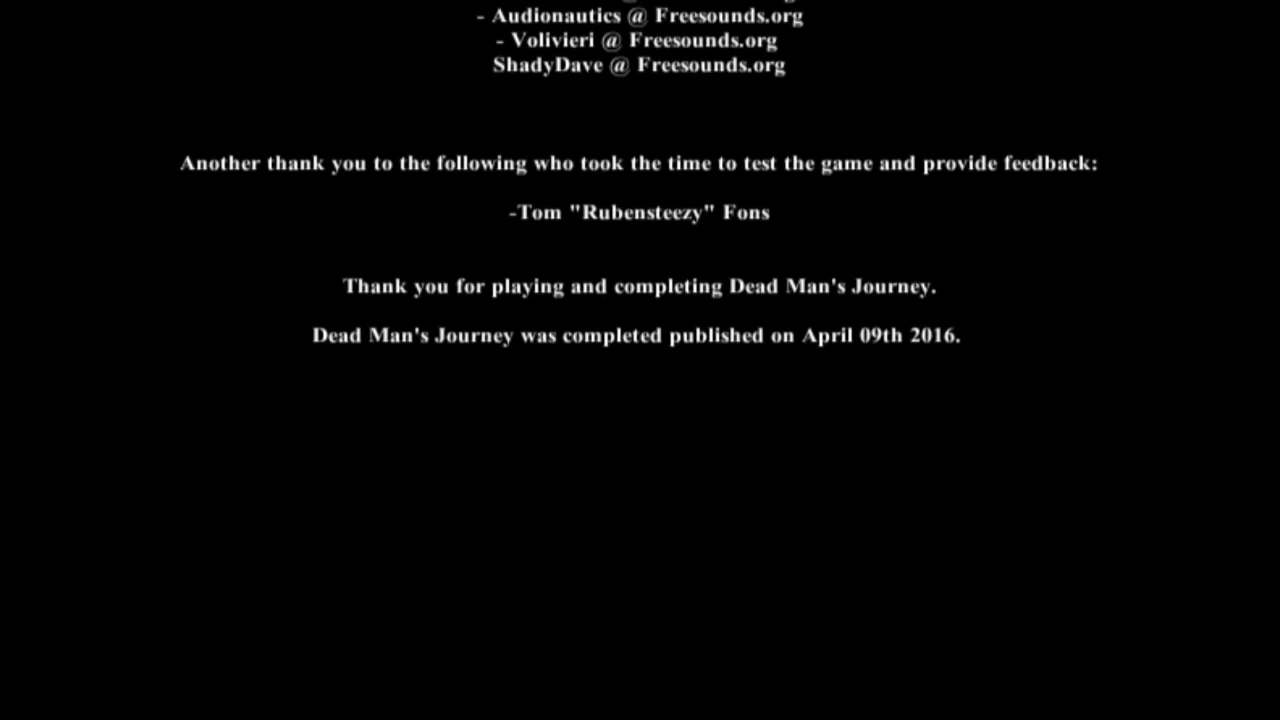 - Audionautics @ Freesounds.org
- Volivieri @ Freesounds.org
ShadyDave @ Freesounds.org
Another thank you to the following who took the time to test the game and provide feedback:
-Tom "Rubensteezy" Fons
Thank you for playing and completing Dead Man's Journey.
Dead Man's Journey was completed published on April 09th 2016.